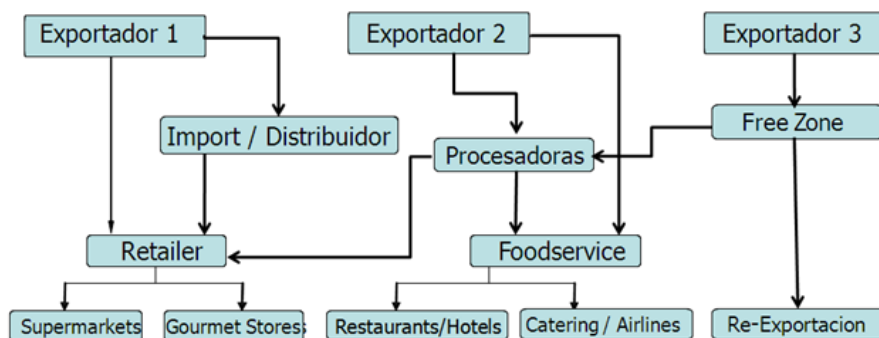 Exportador 1
Exportador 2
Exportador 3
Import / Distribuidor
Procesadoras
Free Zone
Retailer
Foodservice
Supermarkets
Gourmet Stores
Restaurants/Hotels
Catering / Airlines
Re-Exportacion